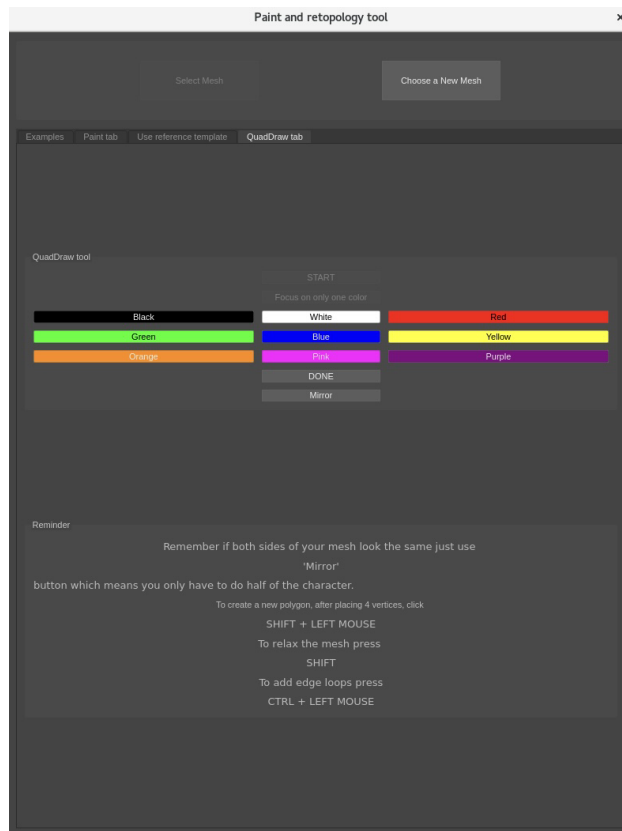 Paint and retopology tool ×
Select Mesh Choose a New Mesh
Examples Paint tab Use reference template QuadDraw tab
QuadDraw tool
START
Focus on only one color
Black White Red
Green Blue Yellow
Orange Pink Purple
DONE
Mirror
Reminder
Remember if both sides of your mesh look the same just use
'Mirror'
button which means you only have to do half of the character.
To create a new polygon, after placing 4 vertices, click
SHIFT + LEFT MOUSE
To relax the mesh press
SHIFT
To add edge loops press
CTRL + LEFT MOUSE